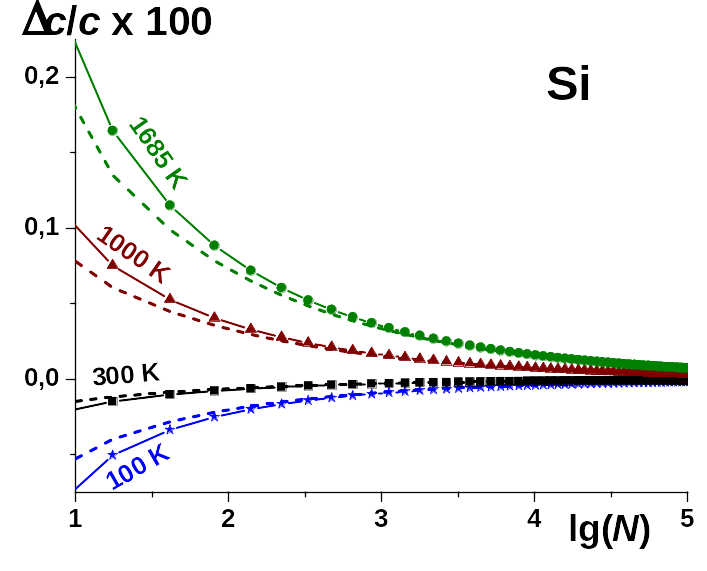 Δc/c x 100
Si
0,2
1685 K
0,1
1000 K
0,0
300 K
100 K
1 2 3 4 5
lg(N)